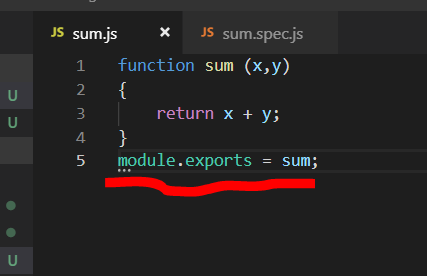 JS sum.js × JS sum.spec.js
1 function sum (x,y)
2 {
U 3 return x + y;
U 4 }
5 module.exports = sum;
U